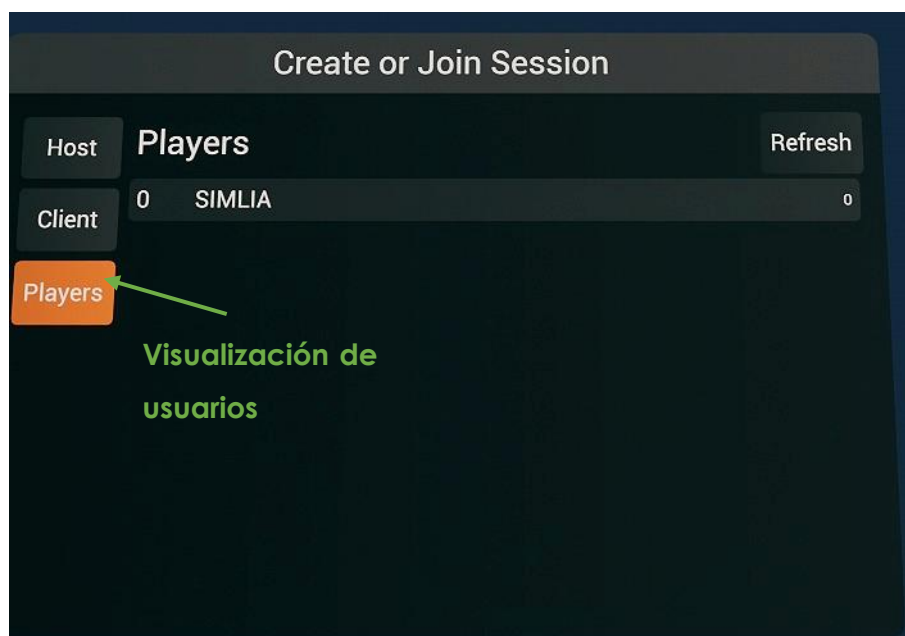 Create or Join Session
Host
Players
Refresh
0 SIMLIA 0
Client
Players
Visualización de
usuarios